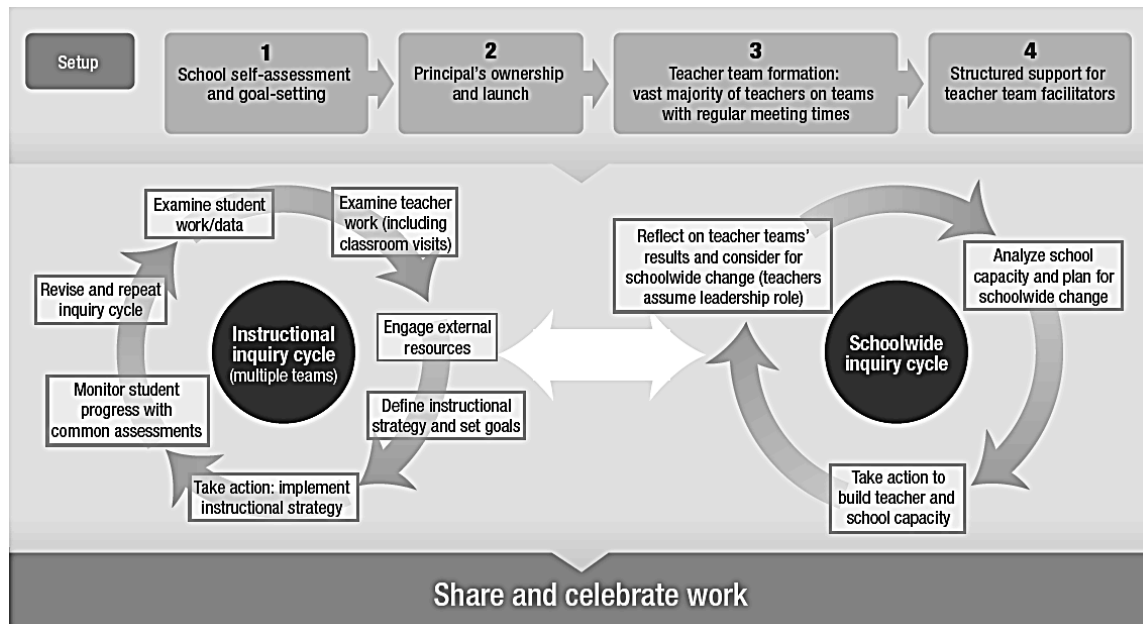 Setup
1
School self-assessment
and goal-setting
2
Principal's ownership
and launch
3
Teacher team formation:
vast majority of teachers on teams
with regular meeting times
4
Structured support for
teacher team facilitators
Examine student
work/data
Examine teacher
work (including
classroom visits)
Engage external
resources
Define instructional
strategy and set goals
Take action: implement
instructional strategy
Monitor student
progress with
common assessments
Revise and repeat
inquiry cycle
Instructional
inquiry cycle
(multiple teams)
Reflect on teacher teams'
results and consider for
schoolwide change (teachers
assume leadership role)
Analyze school
capacity and plan for
schoolwide change
Take action to
build teacher and
school capacity
Schoolwide
inquiry cycle
Share and celebrate work